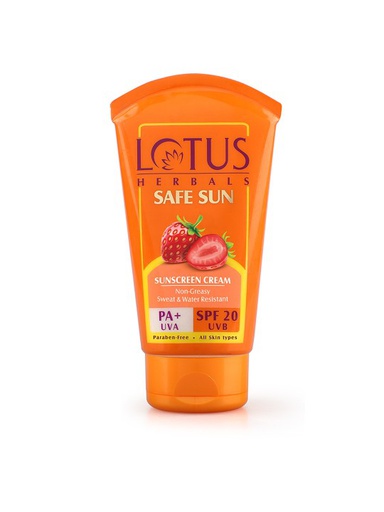 LOTUS
HERBALS
SAFE SUN
SUNSCREEN CREAM
Non-Greasy
Sweat & Water Resistant
PA+ SPF 20
UVA UVB
Paraben-Free • All Skin types